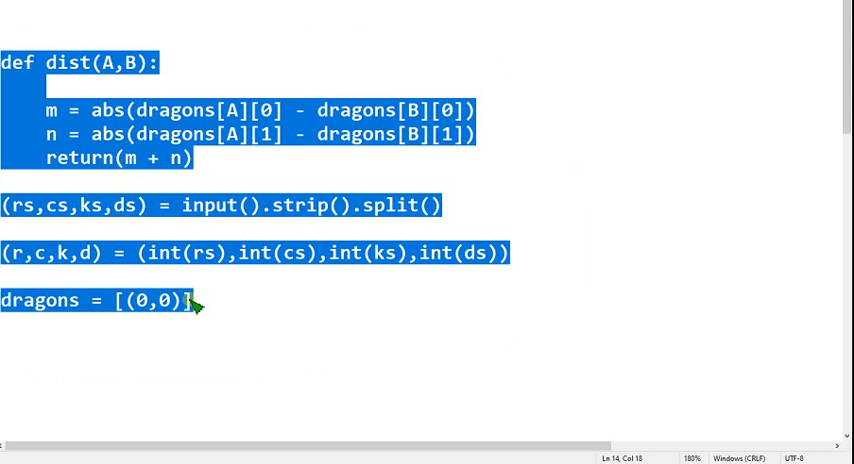 def dist(A,B):
m = abs(dragons[A][0] - dragons[B][0])
n = abs(dragons[A][1] - dragons[B][1])
return(m + n)
(rs,cs,ks,ds) = input().strip().split()
(r,c,k,d) = (int(rs),int(cs),int(ks),int(ds))
dragons = [(0,0)]
Ln 14, Col 18 180% Windows (CRLF) UTF-8